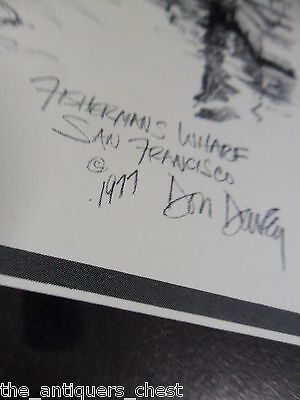 FISHERMANS WHARF
SAN FRANCISCO
© 1977 Don Davey
the_antiquers_chest